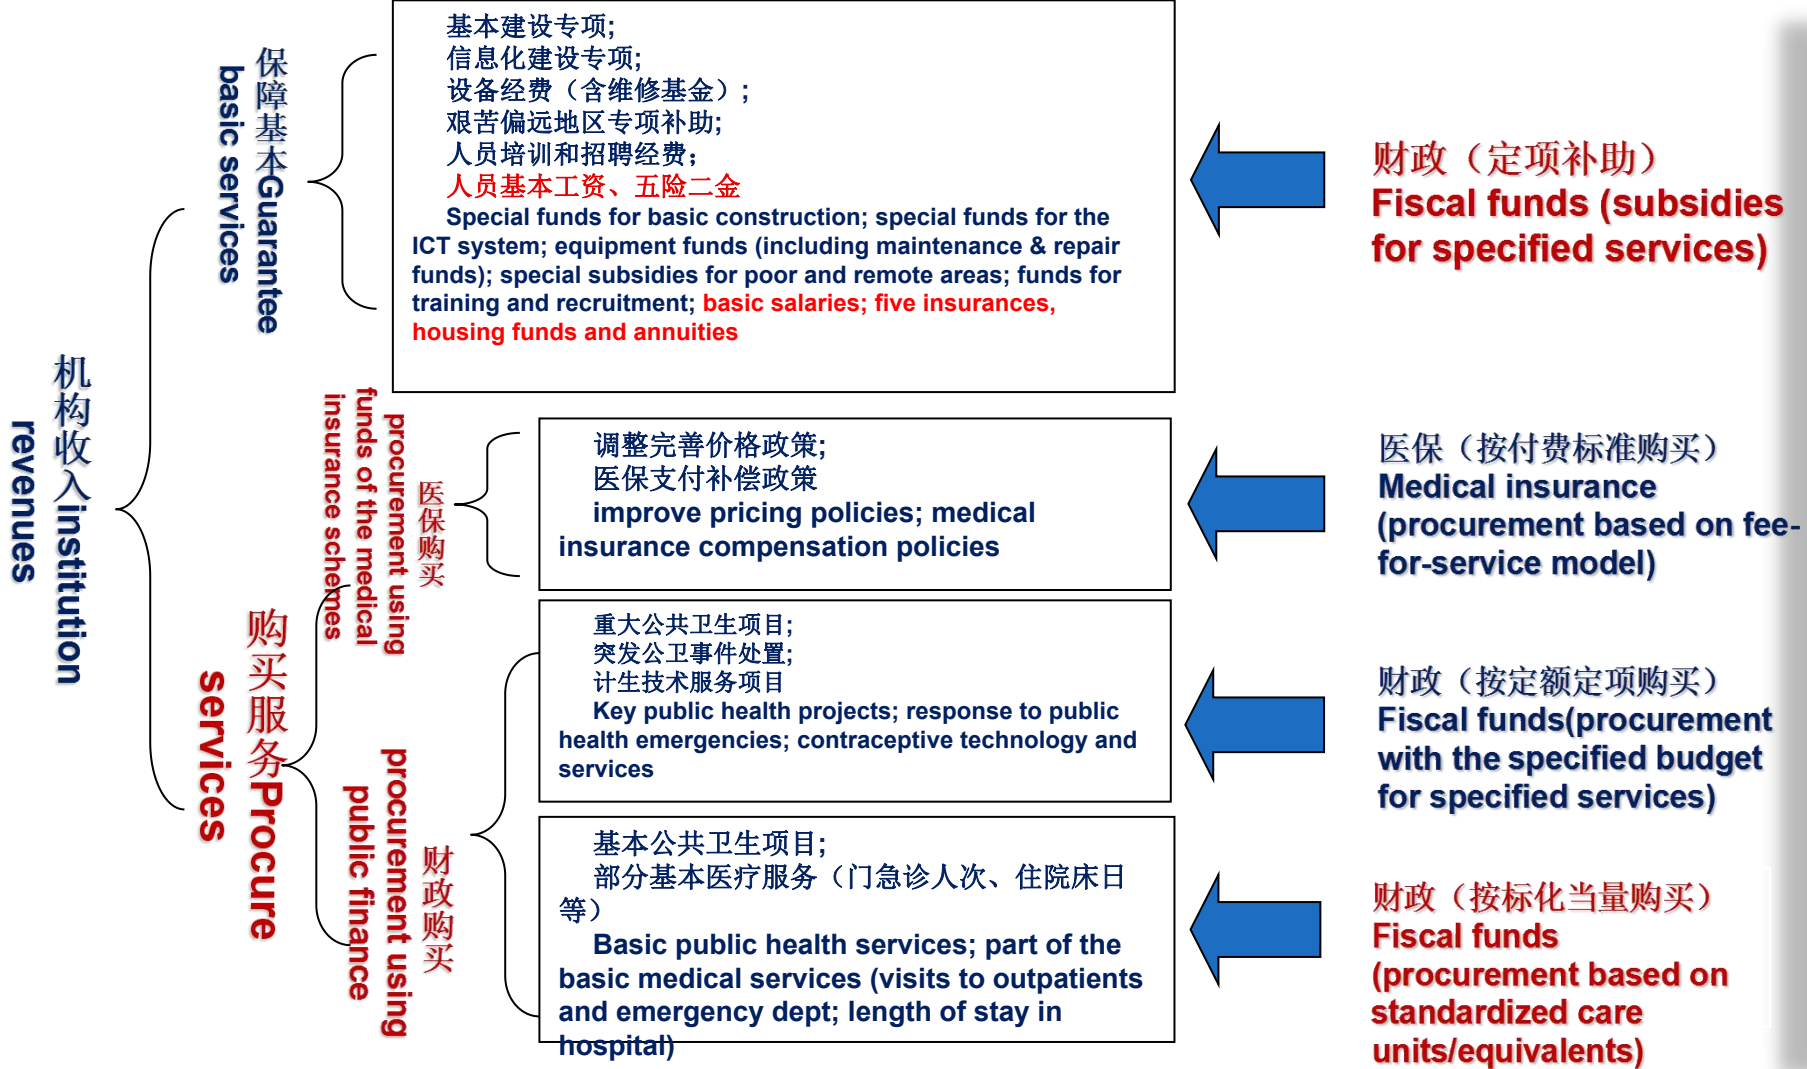 机构收入institution
revenues
保障基本Guarantee
basic services
基本建设专项;
信息化建设专项;
设备经费（含维修基金）;
艰苦偏远地区专项补助;
人员培训和招聘经费；
人员基本工资、五险二金
Special funds for basic construction; special funds for the
ICT system; equipment funds (including maintenance & repair
funds); special subsidies for poor and remote areas; funds for
training and recruitment; basic salaries; five insurances,
housing funds and annuities
财政（定项补助）
Fiscal funds (subsidies
for specified services)
购买服务Procure
services
医保购买
procurement using
funds of the medical
insurance schemes
调整完善价格政策;
医保支付补偿政策
improve pricing policies; medical
insurance compensation policies
医保（按付费标准购买）
Medical insurance
(procurement based on fee-
for-service model)
财政购买
procurement using
public finance
重大公共卫生项目;
突发公卫事件处置;
计生技术服务项目
Key public health projects; response to public
health emergencies; contraceptive technology and
services
财政（按定额定项购买）
Fiscal funds(procurement
with the specified budget
for specified services)
基本公共卫生项目;
部分基本医疗服务（门急诊人次、住院床日
等）
Basic public health services; part of the
basic medical services (visits to outpatients
and emergency dept; length of stay in
hospital)
财政（按标化当量购买）
Fiscal funds
(procurement based on
standardized care
units/equivalents)